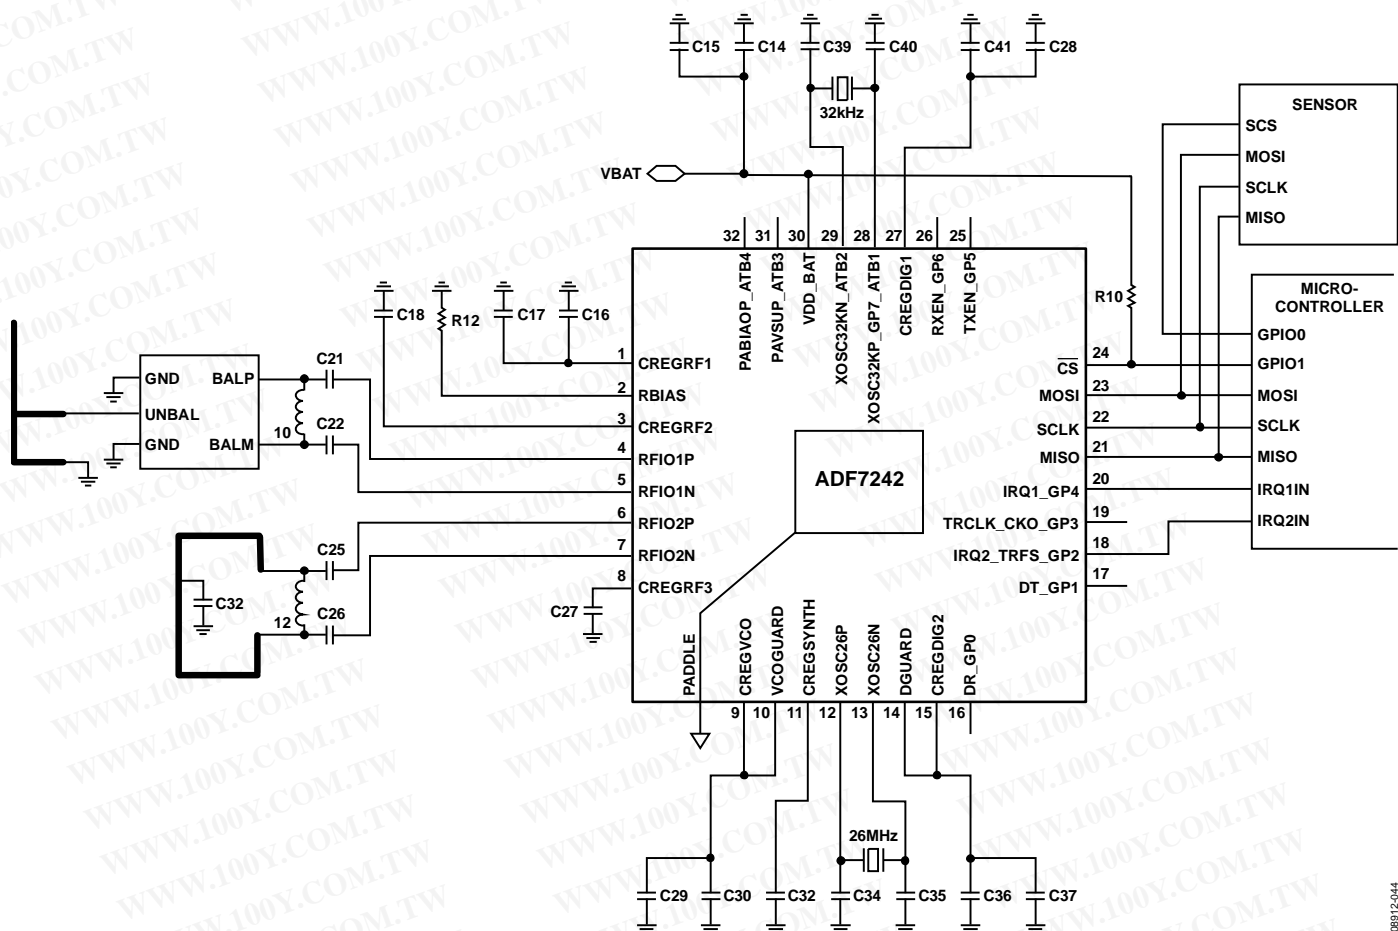 C15
C14
C39
C40
C41
C28
32kHz
VBAT
SENSOR
SCS
MOSI
SCLK
MISO
MICRO-
CONTROLLER
GPIO0
GPIO1
MOSI
SCLK
MISO
IRQ1IN
IRQ2IN
R10
32
31
30
29
28
27
26
25
PABIAOP_ATB4
PAVSUP_ATB3
VDD_BAT
XOSC32KN_ATB2
XOSC32KP_GP7_ATB1
CREGDIG1
RXEN_GP6
TXEN_GP5
C18
R12
C17
C16
C21
C22
10
GND
BALP
UNBAL
GND
BALM
1
CREGRF1
2
RBIAS
3
CREGRF2
4
RFIO1P
5
RFIO1N
6
RFIO2P
7
RFIO2N
8
CREGRF3
C25
C26
12
C32
C27
ADF7242
24
CS
23
MOSI
22
SCLK
21
MISO
20
IRQ1_GP4
19
TRCLK_CKO_GP3
18
IRQ2_TRFS_GP2
17
DT_GP1
PADDLE
CREGVCO
VCOGUARD
CREGSYNTH
XOSC26P
XOSC26N
DGUARD
CREGDIG2
DR_GP0
9
10
11
12
13
14
15
16
26MHz
C29
C30
C32
C34
C35
C36
C37
08912-044
WWW.100Y.COM.TW